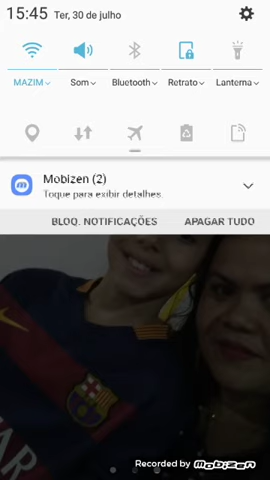 15:45 Ter, 30 de julho
MAZIM Som Bluetooth Retrato Lanterna
Mobizen (2)
Toque para exibir detalhes.
BLOQ. NOTIFICAÇÕES APAGAR TUDO
FCB
Recorded by mobizen